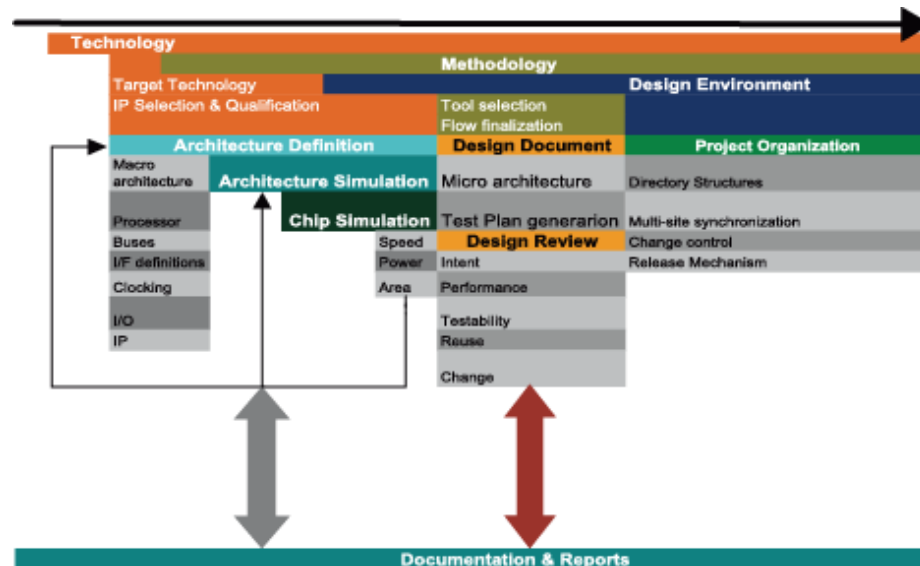 Technology
Methodology
Target Technology
Design Environment
IP Selection & Qualification
Tool selection
Flow finalization
Architecture Definition
Design Document
Project Organization
Macro
architecture
Architecture Simulation
Micro architecture
Directory Structures
Processor
Chip Simulation
Test Plan generarion
Multi-site synchronization
Buses
Speed
Design Review
Change control
I/F definitions
Power
Intent
Release Mechanism
Clocking
Area
Performance
I/O
Testability
IP
Reuse
Change
Documentation & Reports